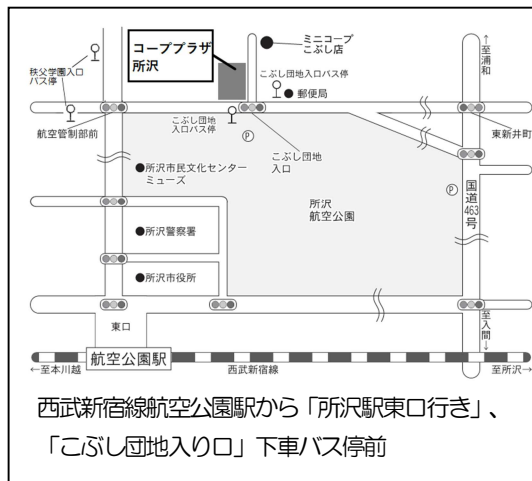 コーププラザ
所沢
ミニコープ
こぶし店
←至浦和
秩父学園入口
バス停
こぶし団地入口バス停
郵便局
こぶし団地
入口バス停
航空管制部前
P
こぶし団地
入口
東新井町
所沢市民文化センター
ミューズ
所沢
航空公園
P
国道463号
所沢警察署
所沢市役所
東口
至入間→
航空公園駅
←至本川越
西武新宿線
至所沢→
西武新宿線航空公園駅から「所沢駅東口行き」、
「こぶし団地入り口」下車バス停前